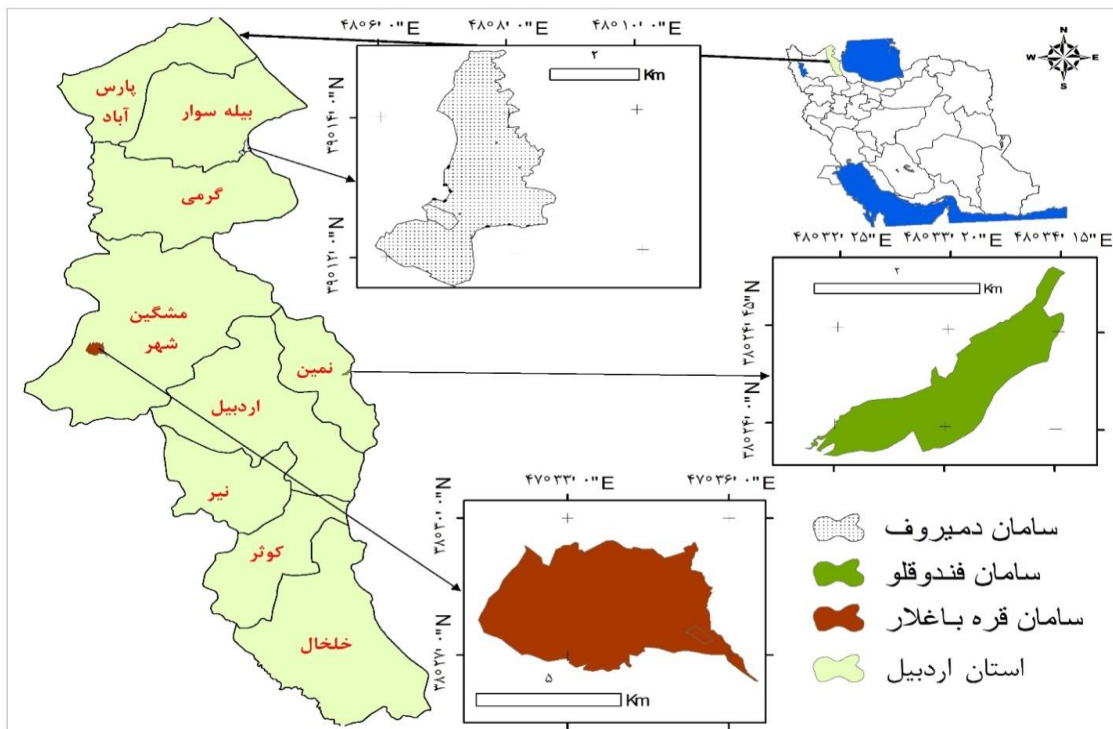 ۴۸°۶'۰"E ۴۸°۸'۰"E ۴۸°۱۰'۰"E
۳۹°۱۴'۰"N
۳۹°۱۲'۰"N
۲
Km
N
W E
S
پارس
آباد
بیله سوار
گرمی
مشگین
شهر
نمین
اردبیل
نیر
کوثر
خلخال
۴۸°۳۲'۲۵"E ۴۸°۳۳'۲۰"E ۴۸°۳۴'۱۵"E
۳۸°۲۴'۴۵"N
۳۸°۲۴'۰"N
۲
Km
۴۷°۳۳'۰"E ۴۷°۳۶'۰"E
۳۸°۳۰'۰"N
۳۸°۲۷'۰"N
۵
Km
سامان دمیروف
سامان فندوقلو
سامان قره باغلار
استان اردبیل